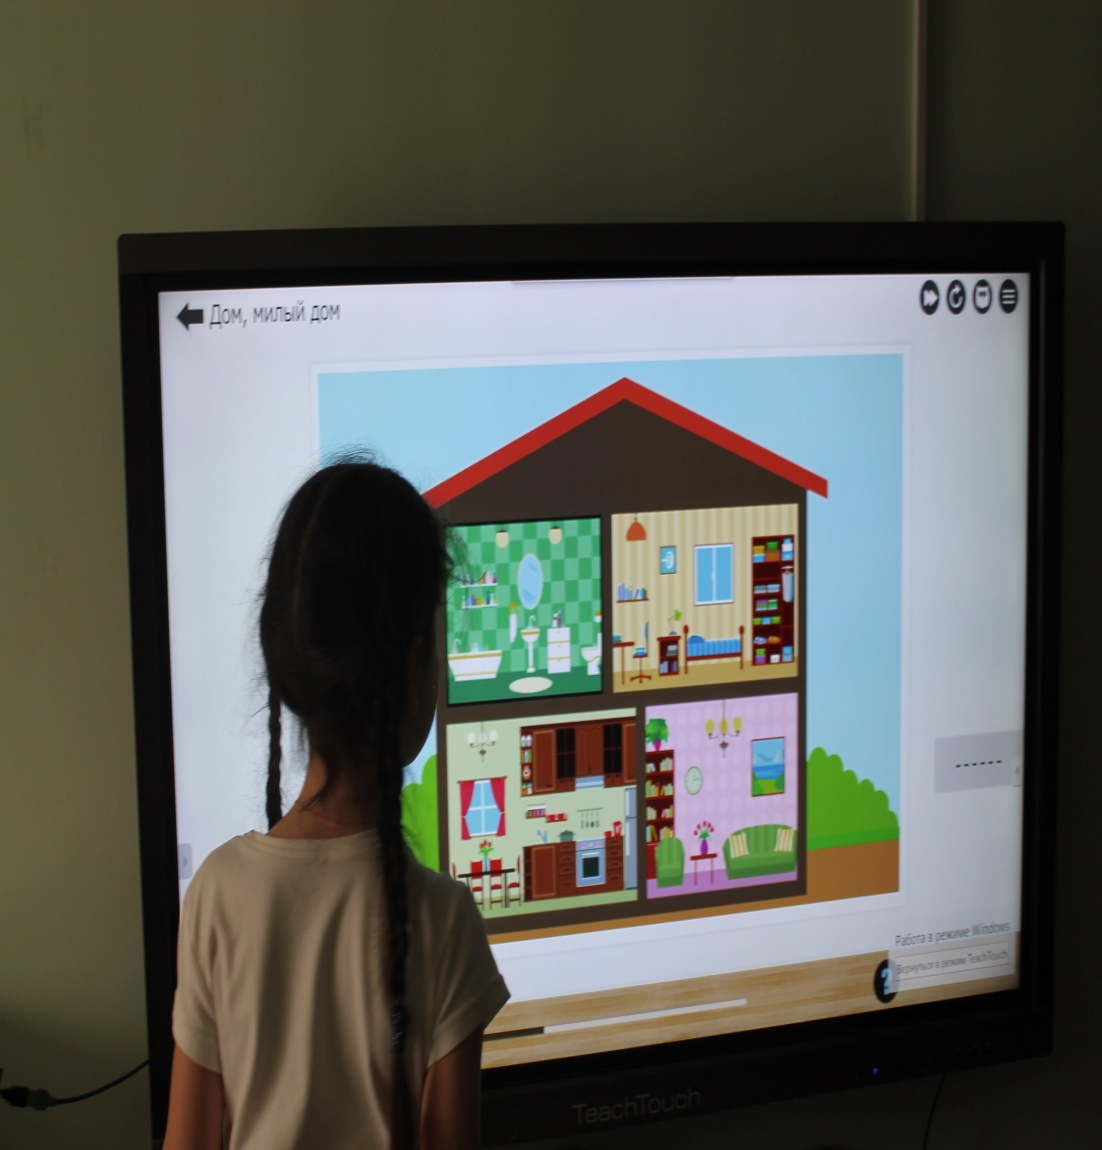 Дом, милый дом
Работа в режиме Windows
Вернуться в режим TeachTouch
?
TeachTouch